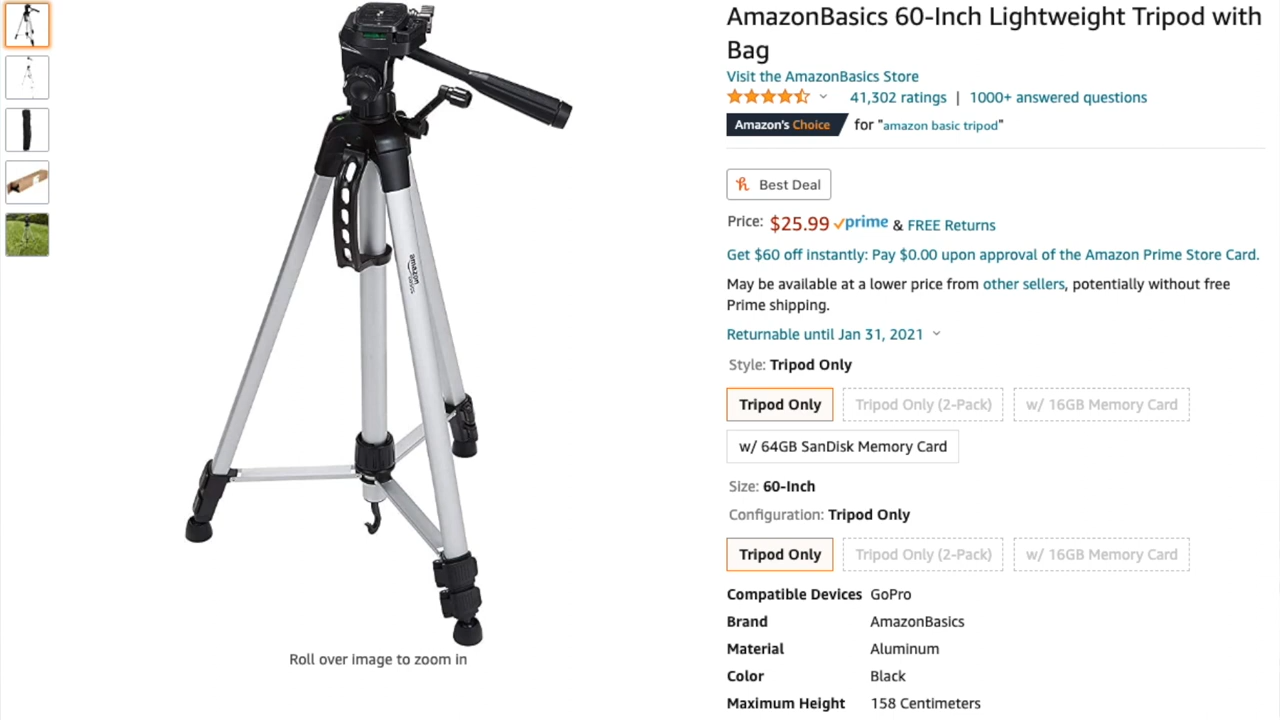 AmazonBasics 60-Inch Lightweight Tripod with
Bag
Visit the AmazonBasics Store
41,302 ratings | 1000+ answered questions
Amazon's Choice for "amazon basic tripod"
Best Deal
Price: $25.99 prime & FREE Returns
Get $60 off instantly: Pay $0.00 upon approval of the Amazon Prime Store Card.
May be available at a lower price from other sellers, potentially without free
Prime shipping.
Returnable until Jan 31, 2021
Style: Tripod Only
Tripod Only Tripod Only (2-Pack) w/ 16GB Memory Card
w/ 64GB SanDisk Memory Card
Size: 60-Inch
Configuration: Tripod Only
Tripod Only Tripod Only (2-Pack) w/ 16GB Memory Card
Compatible Devices GoPro
Brand AmazonBasics
Material Aluminum
Color Black
Maximum Height 158 Centimeters
amazon
basics
Roll over image to zoom in